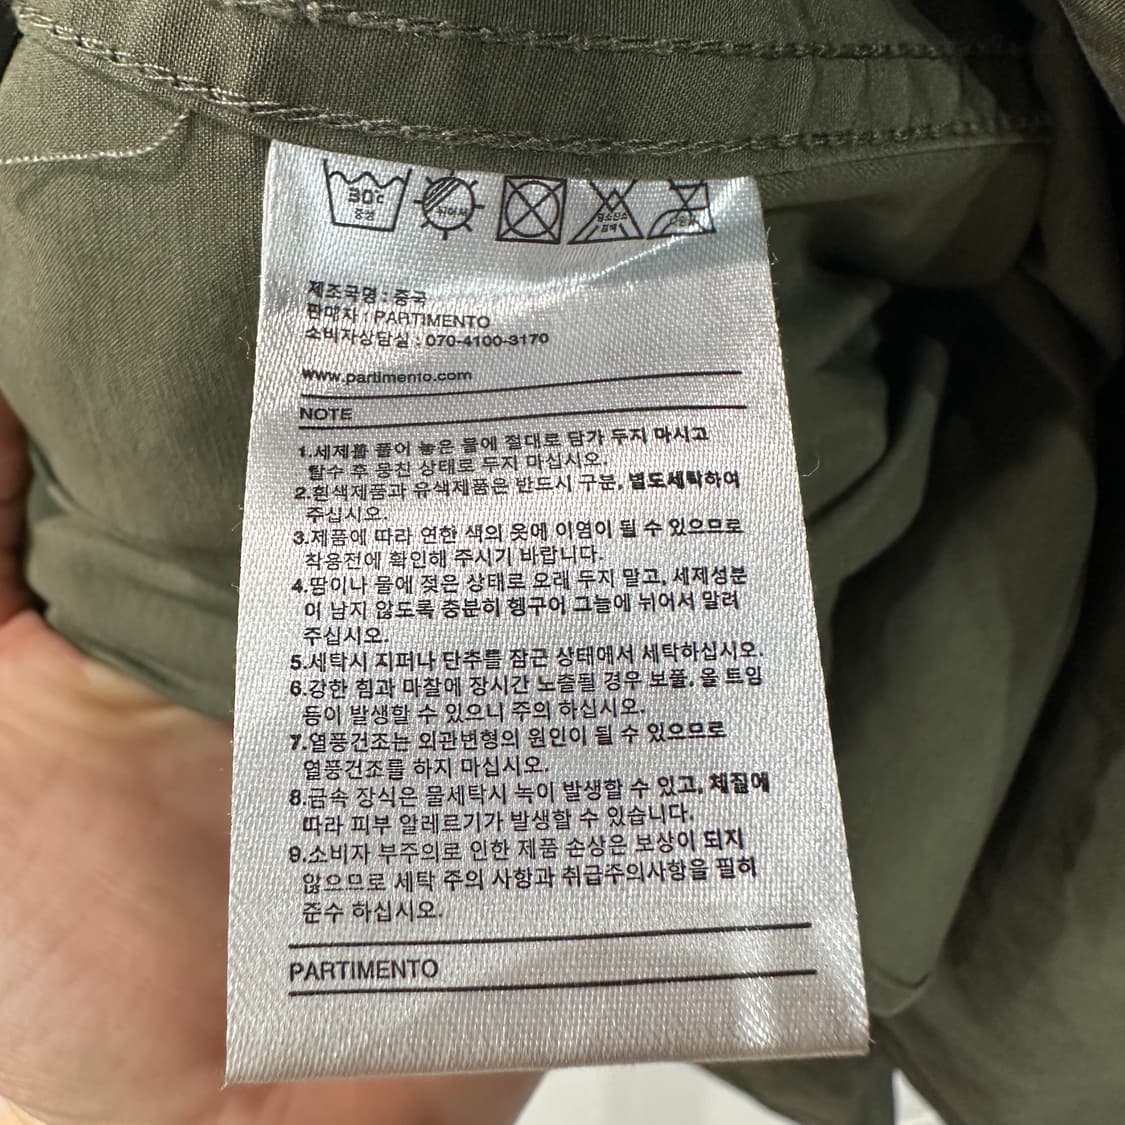 30℃
중성
뉘어서
염소산소
표백
제조국명 : 중국
판매자 : PARTIMENTO
소비자상담실 : 070-4100-3170
www.partimento.com
NOTE
1.세제를 풀어 놓은 물에 절대로 담가 두지 마시고
탈수 후 뭉친 상태로 두지 마십시오.
2.흰색제품과 유색제품은 반드시 구분, 별도세탁하여
주십시오.
3.제품에 따라 연한 색의 옷에 이염이 될 수 있으므로
착용전에 확인해 주시기 바랍니다.
4.땀이나 물에 젖은 상태로 오래 두지 말고, 세제성분
이 남지 않도록 충분히 헹구어 그늘에 뉘어서 말려
주십시오.
5.세탁시 지퍼나 단추를 잠근 상태에서 세탁하십시오.
6.강한 힘과 마찰에 장시간 노출될 경우 보풀, 올 트임
등이 발생할 수 있으니 주의 하십시오.
7.열풍건조는 외관변형의 원인이 될 수 있으므로
열풍건조를 하지 마십시오.
8.금속 장식은 물세탁시 녹이 발생할 수 있고, 체질에
따라 피부 알레르기가 발생할 수 있습니다.
9.소비자 부주의로 인한 제품 손상은 보상이 되지
않으므로 세탁 주의 사항과 취급주의사항을 필히
준수 하십시오.
PARTIMENTO